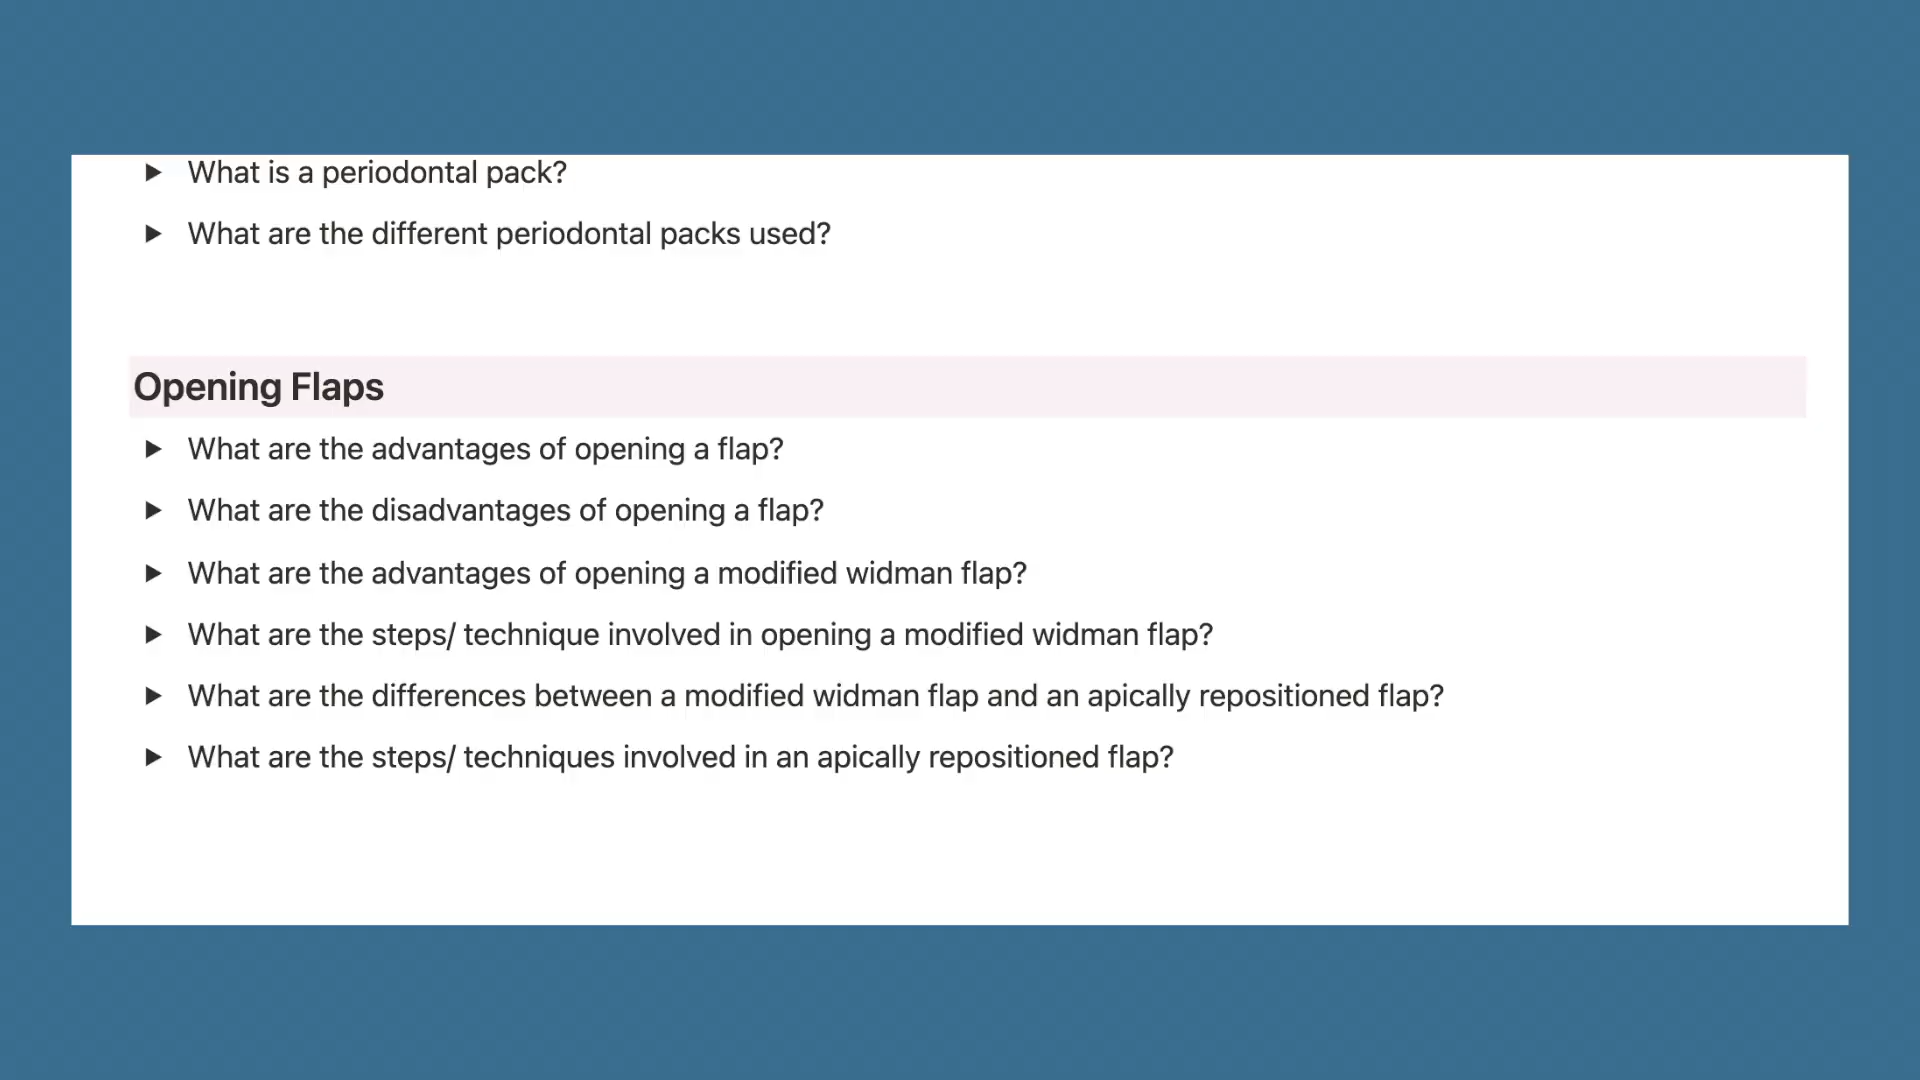 What is a periodontal pack?
What are the different periodontal packs used?
Opening Flaps
What are the advantages of opening a flap?
What are the disadvantages of opening a flap?
What are the advantages of opening a modified widman flap?
What are the steps/ technique involved in opening a modified widman flap?
What are the differences between a modified widman flap and an apically repositioned flap?
What are the steps/ techniques involved in an apically repositioned flap?